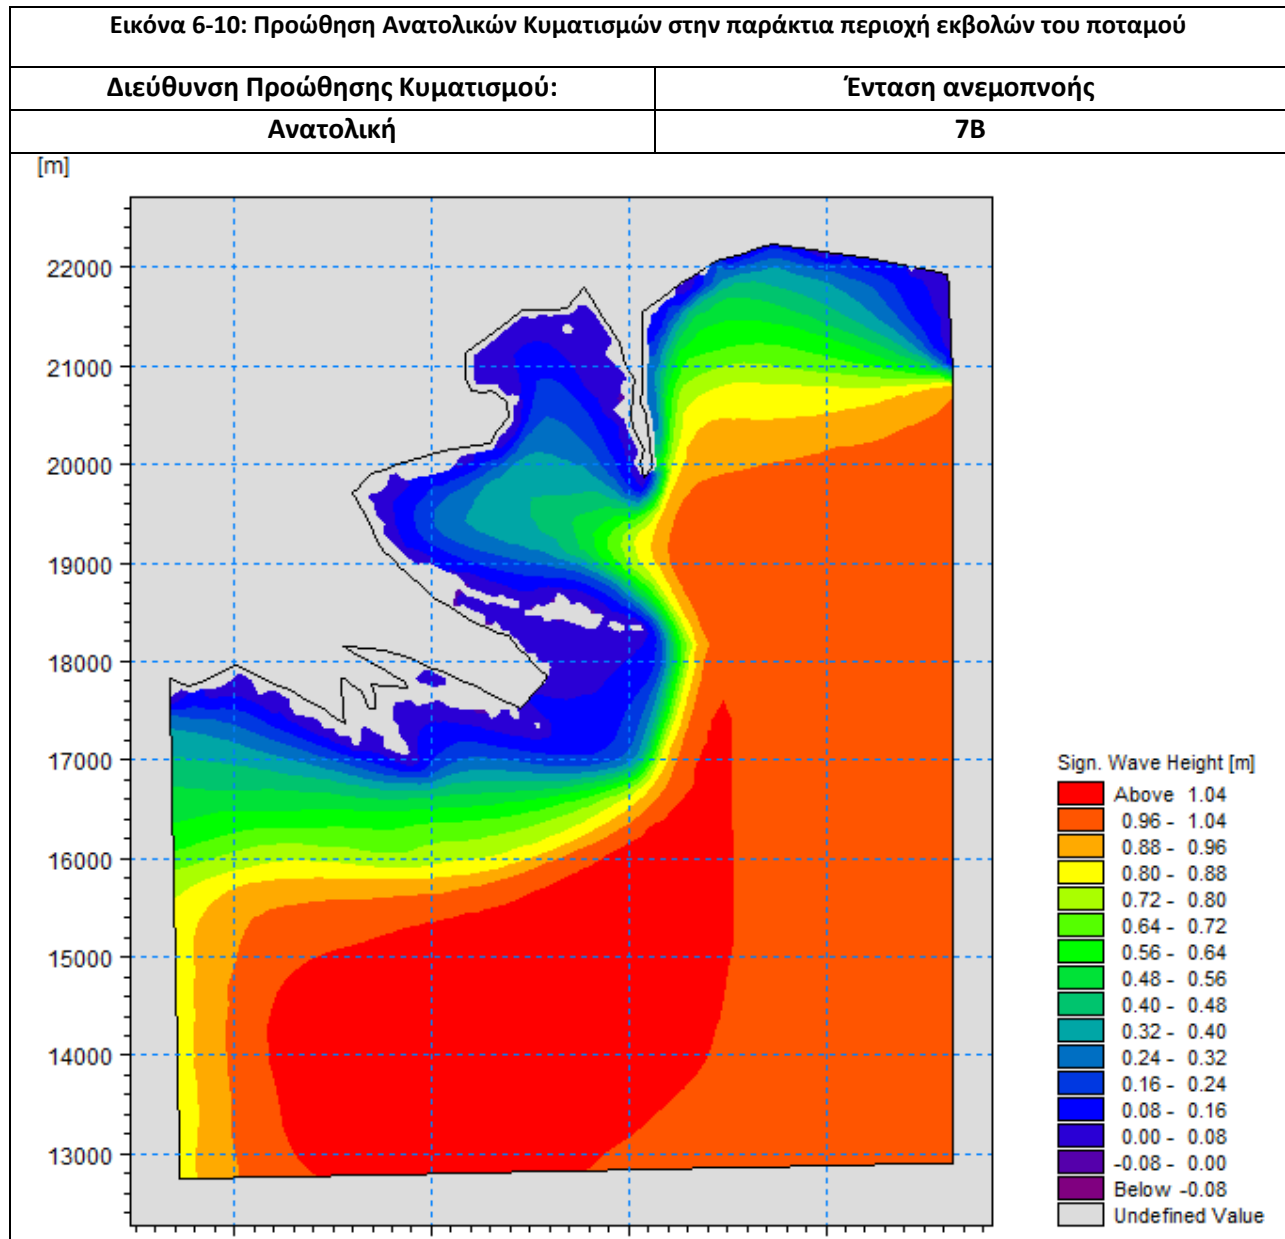 Εικόνα 6-10: Προώθηση Ανατολικών Κυματισμών στην παράκτια περιοχή εκβολών του ποταμού
Διεύθυνση Προώθησης Κυματισμού:
Ένταση ανεμοπνοής
Ανατολική
7Β
[m]
22000
21000
20000
19000
18000
17000
16000
15000
14000
13000
Sign. Wave Height [m]
Above 1.04
0.96 - 1.04
0.88 - 0.96
0.80 - 0.88
0.72 - 0.80
0.64 - 0.72
0.56 - 0.64
0.48 - 0.56
0.40 - 0.48
0.32 - 0.40
0.24 - 0.32
0.16 - 0.24
0.08 - 0.16
0.00 - 0.08
-0.08 - 0.00
Below -0.08
Undefined Value